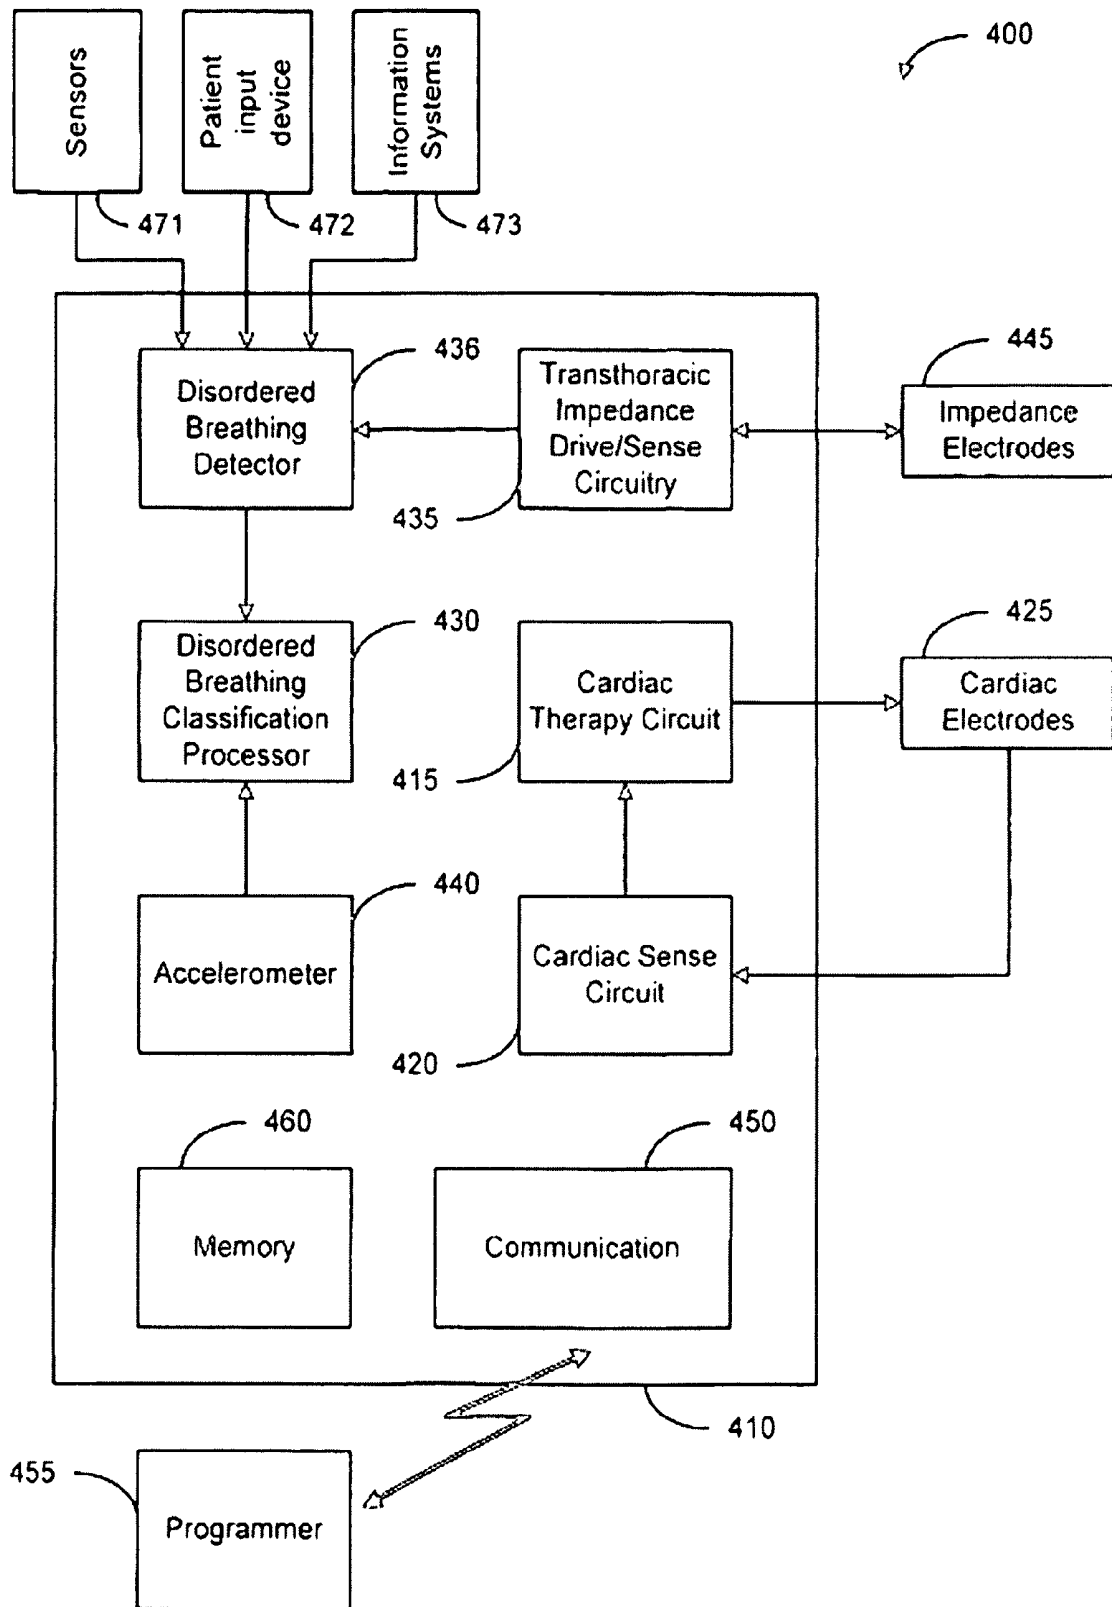 400
Sensors
Patient
input
device
Information
Systems
471
472
473
436
445
Disordered
Breathing
Detector
Transthoracic
Impedance
Drive/Sense
Circuitry
Impedance
Electrodes
435
430
425
Disordered
Breathing
Classification
Processor
Cardiac
Therapy Circuit
Cardiac
Electrodes
415
440
Accelerometer
Cardiac Sense
Circuit
420
460
450
Memory
Communication
410
455
Programmer